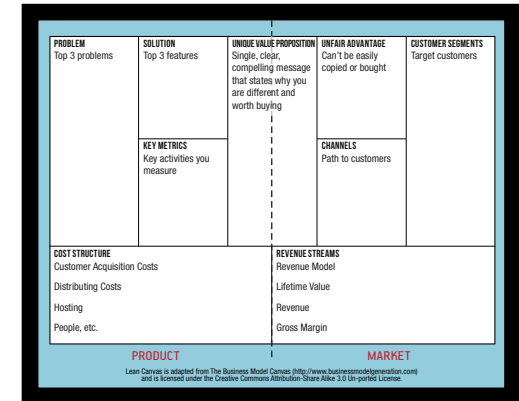 PROBLEM
Top 3 problems
SOLUTION
Top 3 features
KEY METRICS
Key activities you
measure
UNIQUE VALUE PROPOSITION
Single, clear,
compelling message
that states why you
are different and
worth buying
UNFAIR ADVANTAGE
Can't be easily
copied or bought
CHANNELS
Path to customers
CUSTOMER SEGMENTS
Target customers
COST STRUCTURE
Customer Acquisition Costs
Distributing Costs
Hosting
People, etc.
REVENUE STREAMS
Revenue Model
Lifetime Value
Revenue
Gross Margin
PRODUCT
MARKET
Lean Canvas is adapted from The Business Model Canvas (http://www.businessmodelgeneration.com)
and is licensed under the Creative Commons Attribution-Share Alike 3.0 Un-ported License.